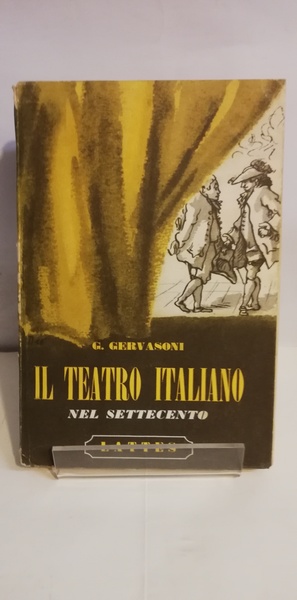 G. GERVASONI
IL TEATRO ITALIANO
NEL SETTECENTO
LATTES